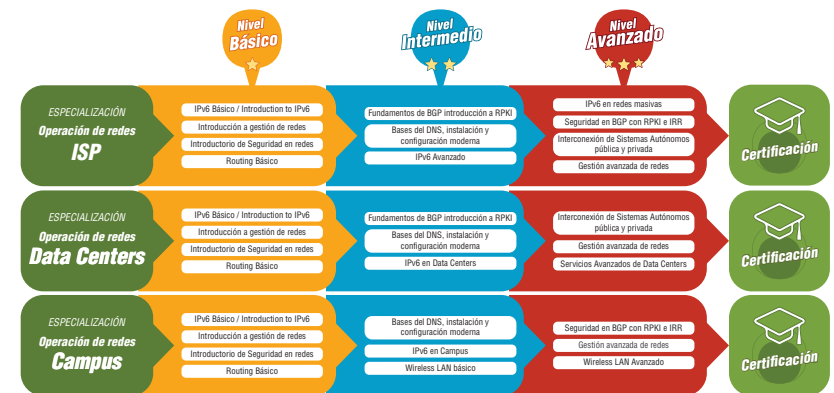 Nivel
Básico
Nivel
Intermedio
Nivel
Avanzado
ESPECIALIZACIÓN
Operación de redes
ISP
IPv6 Básico / Introduction to IPv6
Introducción a gestión de redes
Introductorio de Seguridad en redes
Routing Básico
Fundamentos de BGP introducción a RPKI
Bases del DNS, instalación y
configuración moderna
IPv6 Avanzado
IPv6 en redes masivas
Seguridad en BGP con RPKI e IRR
Interconexión de Sistemas Autónomos
pública y privada
Gestión avanzada de redes
Certificación
ESPECIALIZACIÓN
Operación de redes
Data Centers
IPv6 Básico / Introduction to IPv6
Introducción a gestión de redes
Introductorio de Seguridad en redes
Routing Básico
Fundamentos de BGP introducción a RPKI
Bases del DNS, instalación y
configuración moderna
IPv6 en Data Centers
Interconexión de Sistemas Autónomos
pública y privada
Gestión avanzada de redes
Servicios Avanzados de Data Centers
Certificación
ESPECIALIZACIÓN
Operación de redes
Campus
IPv6 Básico / Introduction to IPv6
Introducción a gestión de redes
Introductorio de Seguridad en redes
Routing Básico
Bases del DNS, instalación y
configuración moderna
IPv6 en Campus
Wireless LAN básico
Seguridad en BGP con RPKI e IRR
Gestión avanzada de redes
Wireless LAN Avanzado
Certificación